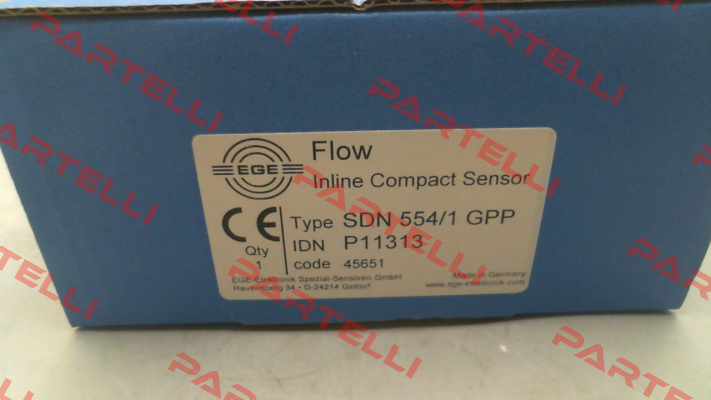 PARTELLI
PARTELLI
PARTELLI
PARTELLI
EGE
Flow
Inline Compact Sensor
CE
Type SDN 554/1 GPP
Qty
IDN P11313
1
code 45651
EGE-Elektronik Spezial-Sensoren GmbH
Ravensberg 34 • D-24214 Gettorf
Made in Germany
www.ege-elektronik.com
PARTELLI
PARTELLI
PARTELLI